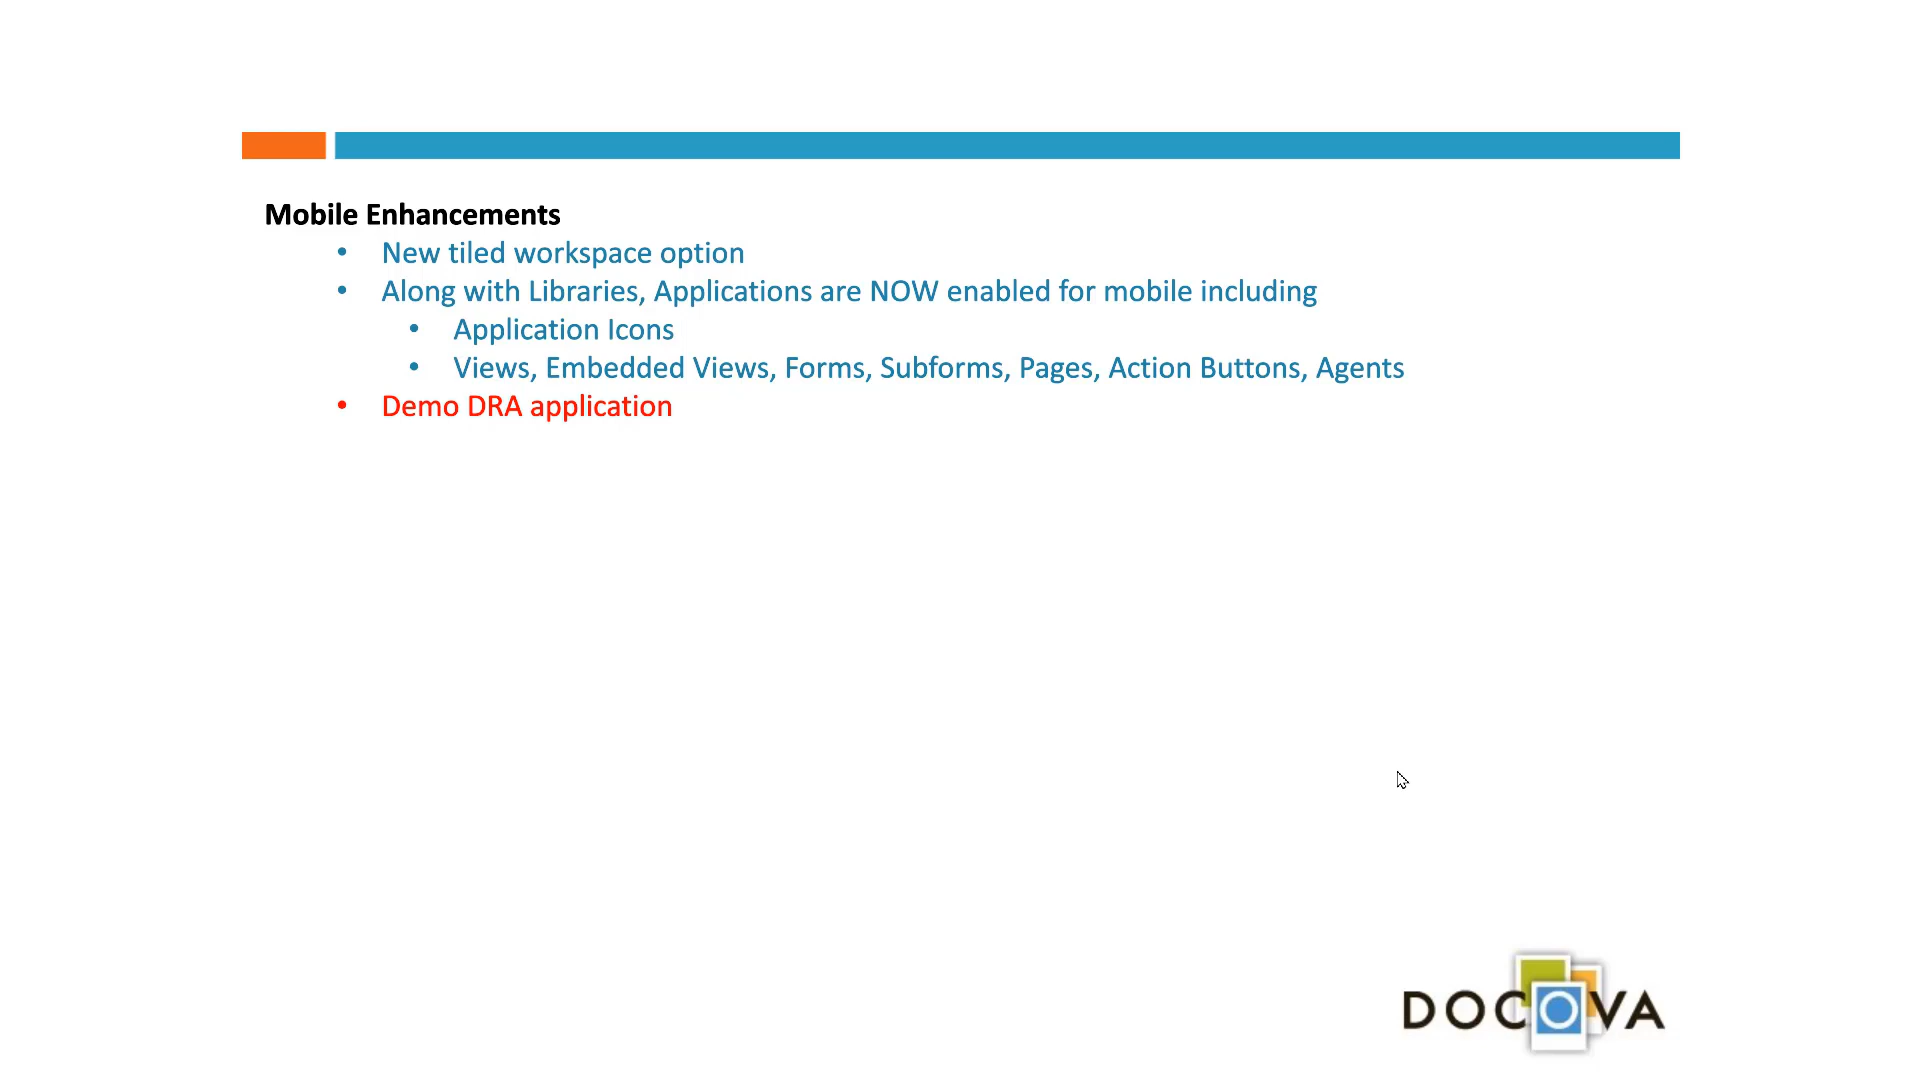 Mobile Enhancements
• New tiled workspace option
• Along with Libraries, Applications are NOW enabled for mobile including
• Application Icons
• Views, Embedded Views, Forms, Subforms, Pages, Action Buttons, Agents
• Demo DRA application
DOCOVA